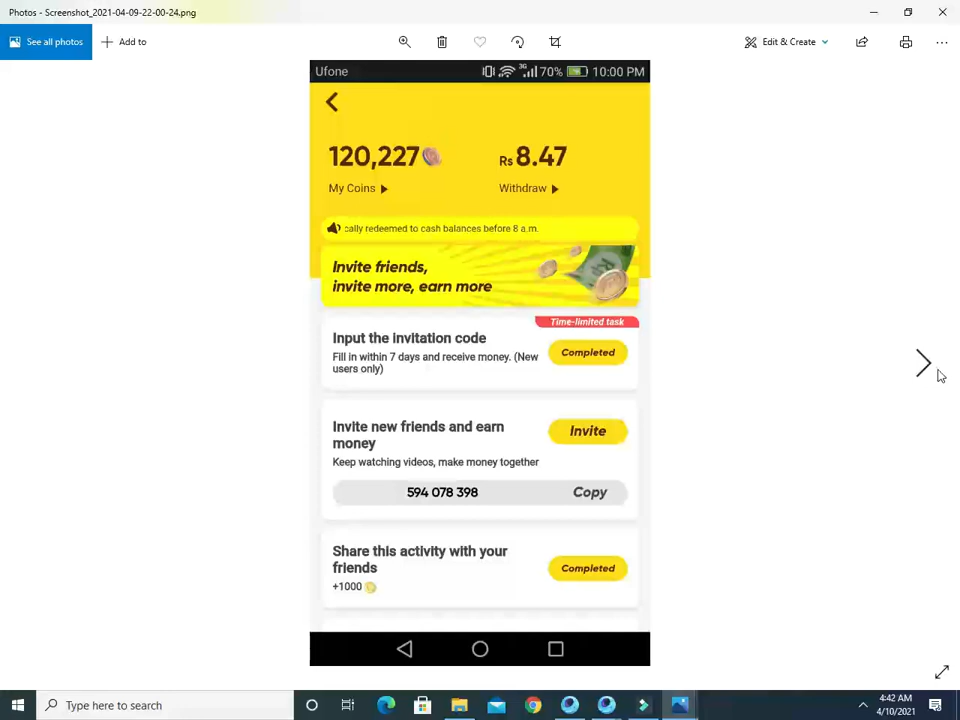 Photos - Screenshot_2021-04-09-22-00-24.png
See all photos
Add to
Edit & Create
Ufone
3G
70%
10:00 PM
120,227
Rs 8.47
My Coins
Withdraw
cally redeemed to cash balances before 8 a.m.
Invite friends,
invite more, earn more
Time-limited task
Input the invitation code
Completed
Fill in within 7 days and receive money. (New
users only)
Invite new friends and earn
money
Invite
Keep watching videos, make money together
594 078 398
Copy
Share this activity with your
friends
Completed
+1000
Type here to search
4:42 AM
4/10/2021